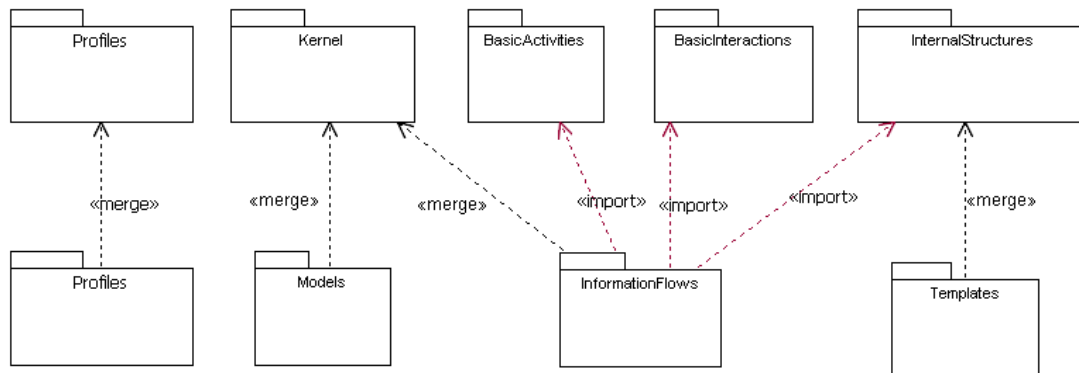 Profiles
Kernel
BasicActivities
BasicInteractions
InternalStructures
«merge»
«merge»
«merge»
«import»
«import»
«import»
«merge»
Profiles
Models
InformationFlows
Templates